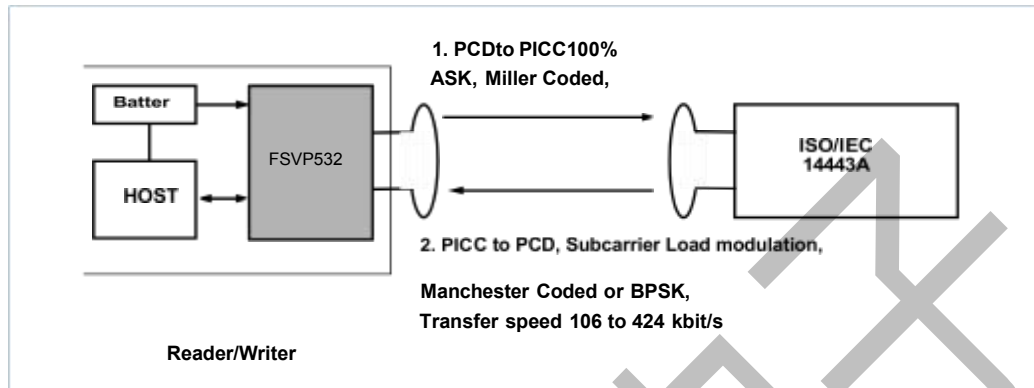 1. PCDto PICC100%
ASK, Miller Coded,
Batter
FSVP532
HOST
ISO/IEC
14443A
2. PICC to PCD, Subcarrier Load modulation,
Manchester Coded or BPSK,
Transfer speed 106 to 424 kbit/s
Reader/Writer